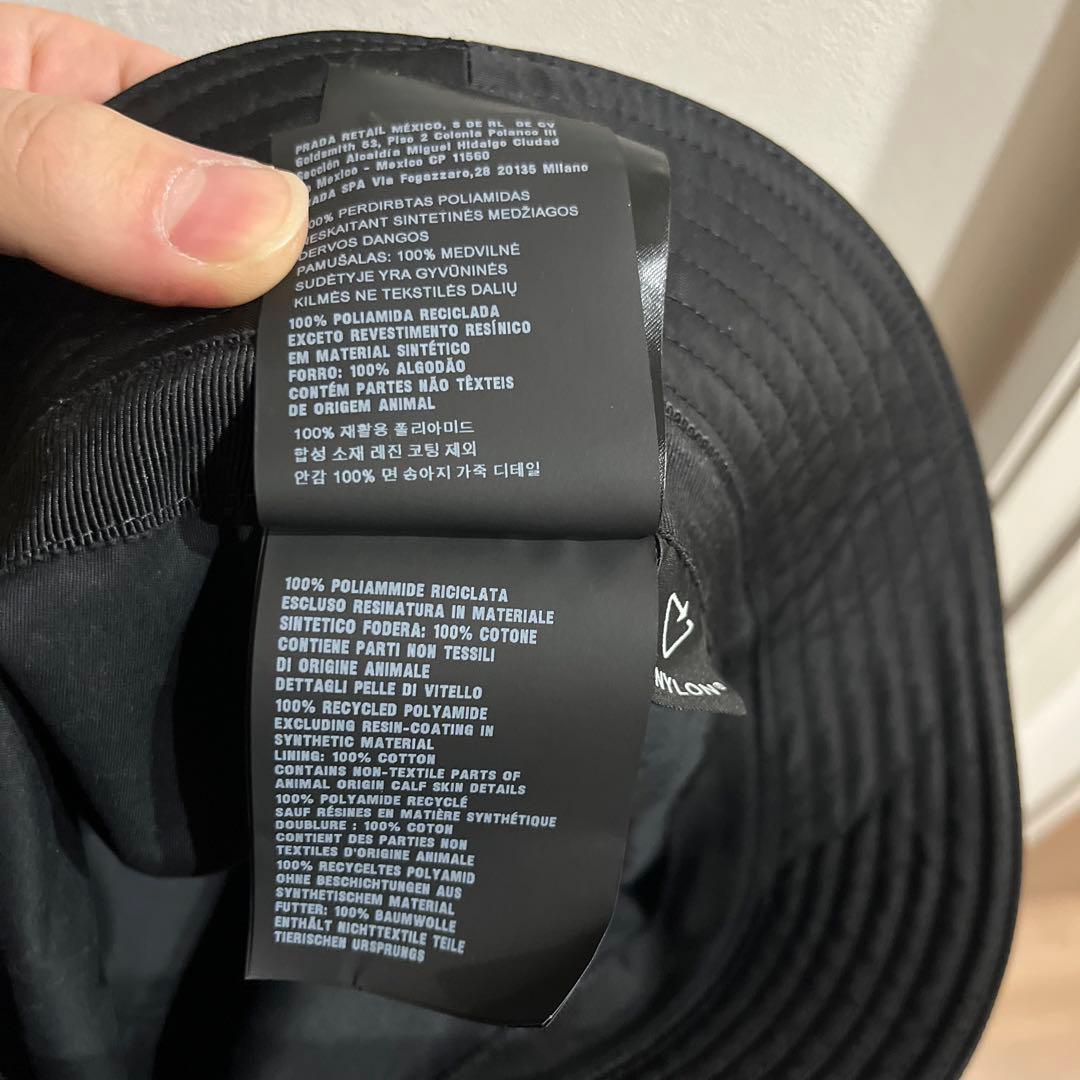 PRADA RETAIL MÉXICO, S DE RL DE CV
Goldsmith 53, Piso 2 Colonia Polanco III
Sección Alcaldía Miguel Hidalgo Ciudad
Mexico - Mexico CP 11560
SPA Via Fogazzaro,28 20135 Milano
PERDIRBTAS POLIAMIDAS
SINTETINĖS MEDŽIAGOS
DERVOS DANGOS
PAMUŠALAS: 100% MEDVILNĖ
SUDĖTYJE YRA GYVŪNINĖS
KILMĖS NE TEKSTILĖS DALIŲ
100% POLIAMIDA RECICLADA
EXCETO REVESTIMENTO RESÍNICO
EM MATERIAL SINTÉTICO
FORRO: 100% ALGODÃO
CONTÉM PARTES NÃO TÊXTEIS
DE ORIGEM ANIMAL
100% 재활용 폴리아미드
합성 소재 레진 코팅 제외
안감 100% 면 송아지 가죽 디테일
100% POLIAMMIDE RICICLATA
ESCLUSO RESINATURA IN MATERIALE
SINTETICO FODERA: 100% COTONE
CONTIENE PARTI NON TESSILI
DI ORIGINE ANIMALE
DETTAGLI PELLE DI VITELLO
100% RECYCLED POLYAMIDE
EXCLUDING RESIN-COATING IN
SYNTHETIC MATERIAL
LINING: 100% COTTON
CONTAINS NON-TEXTILE PARTS OF
ANIMAL ORIGIN CALF SKIN DETAILS
100% POLYAMIDE RECYCLÉ
SAUF RÉSINES EN MATIÈRE SYNTHÉTIQUE
DOUBLURE : 100% COTON
CONTIENT DES PARTIES NON
TEXTILES D'ORIGINE ANIMALE
100% RECYCELTES POLYAMID
OHNE BESCHICHTUNGEN AUS
SYNTHETISCHEM MATERIAL
FUTTER: 100% BAUMWOLLE
ENTHÄLT NICHTTEXTILE TEILE
TIERISCHEN URSPRUNGS
NYLON®